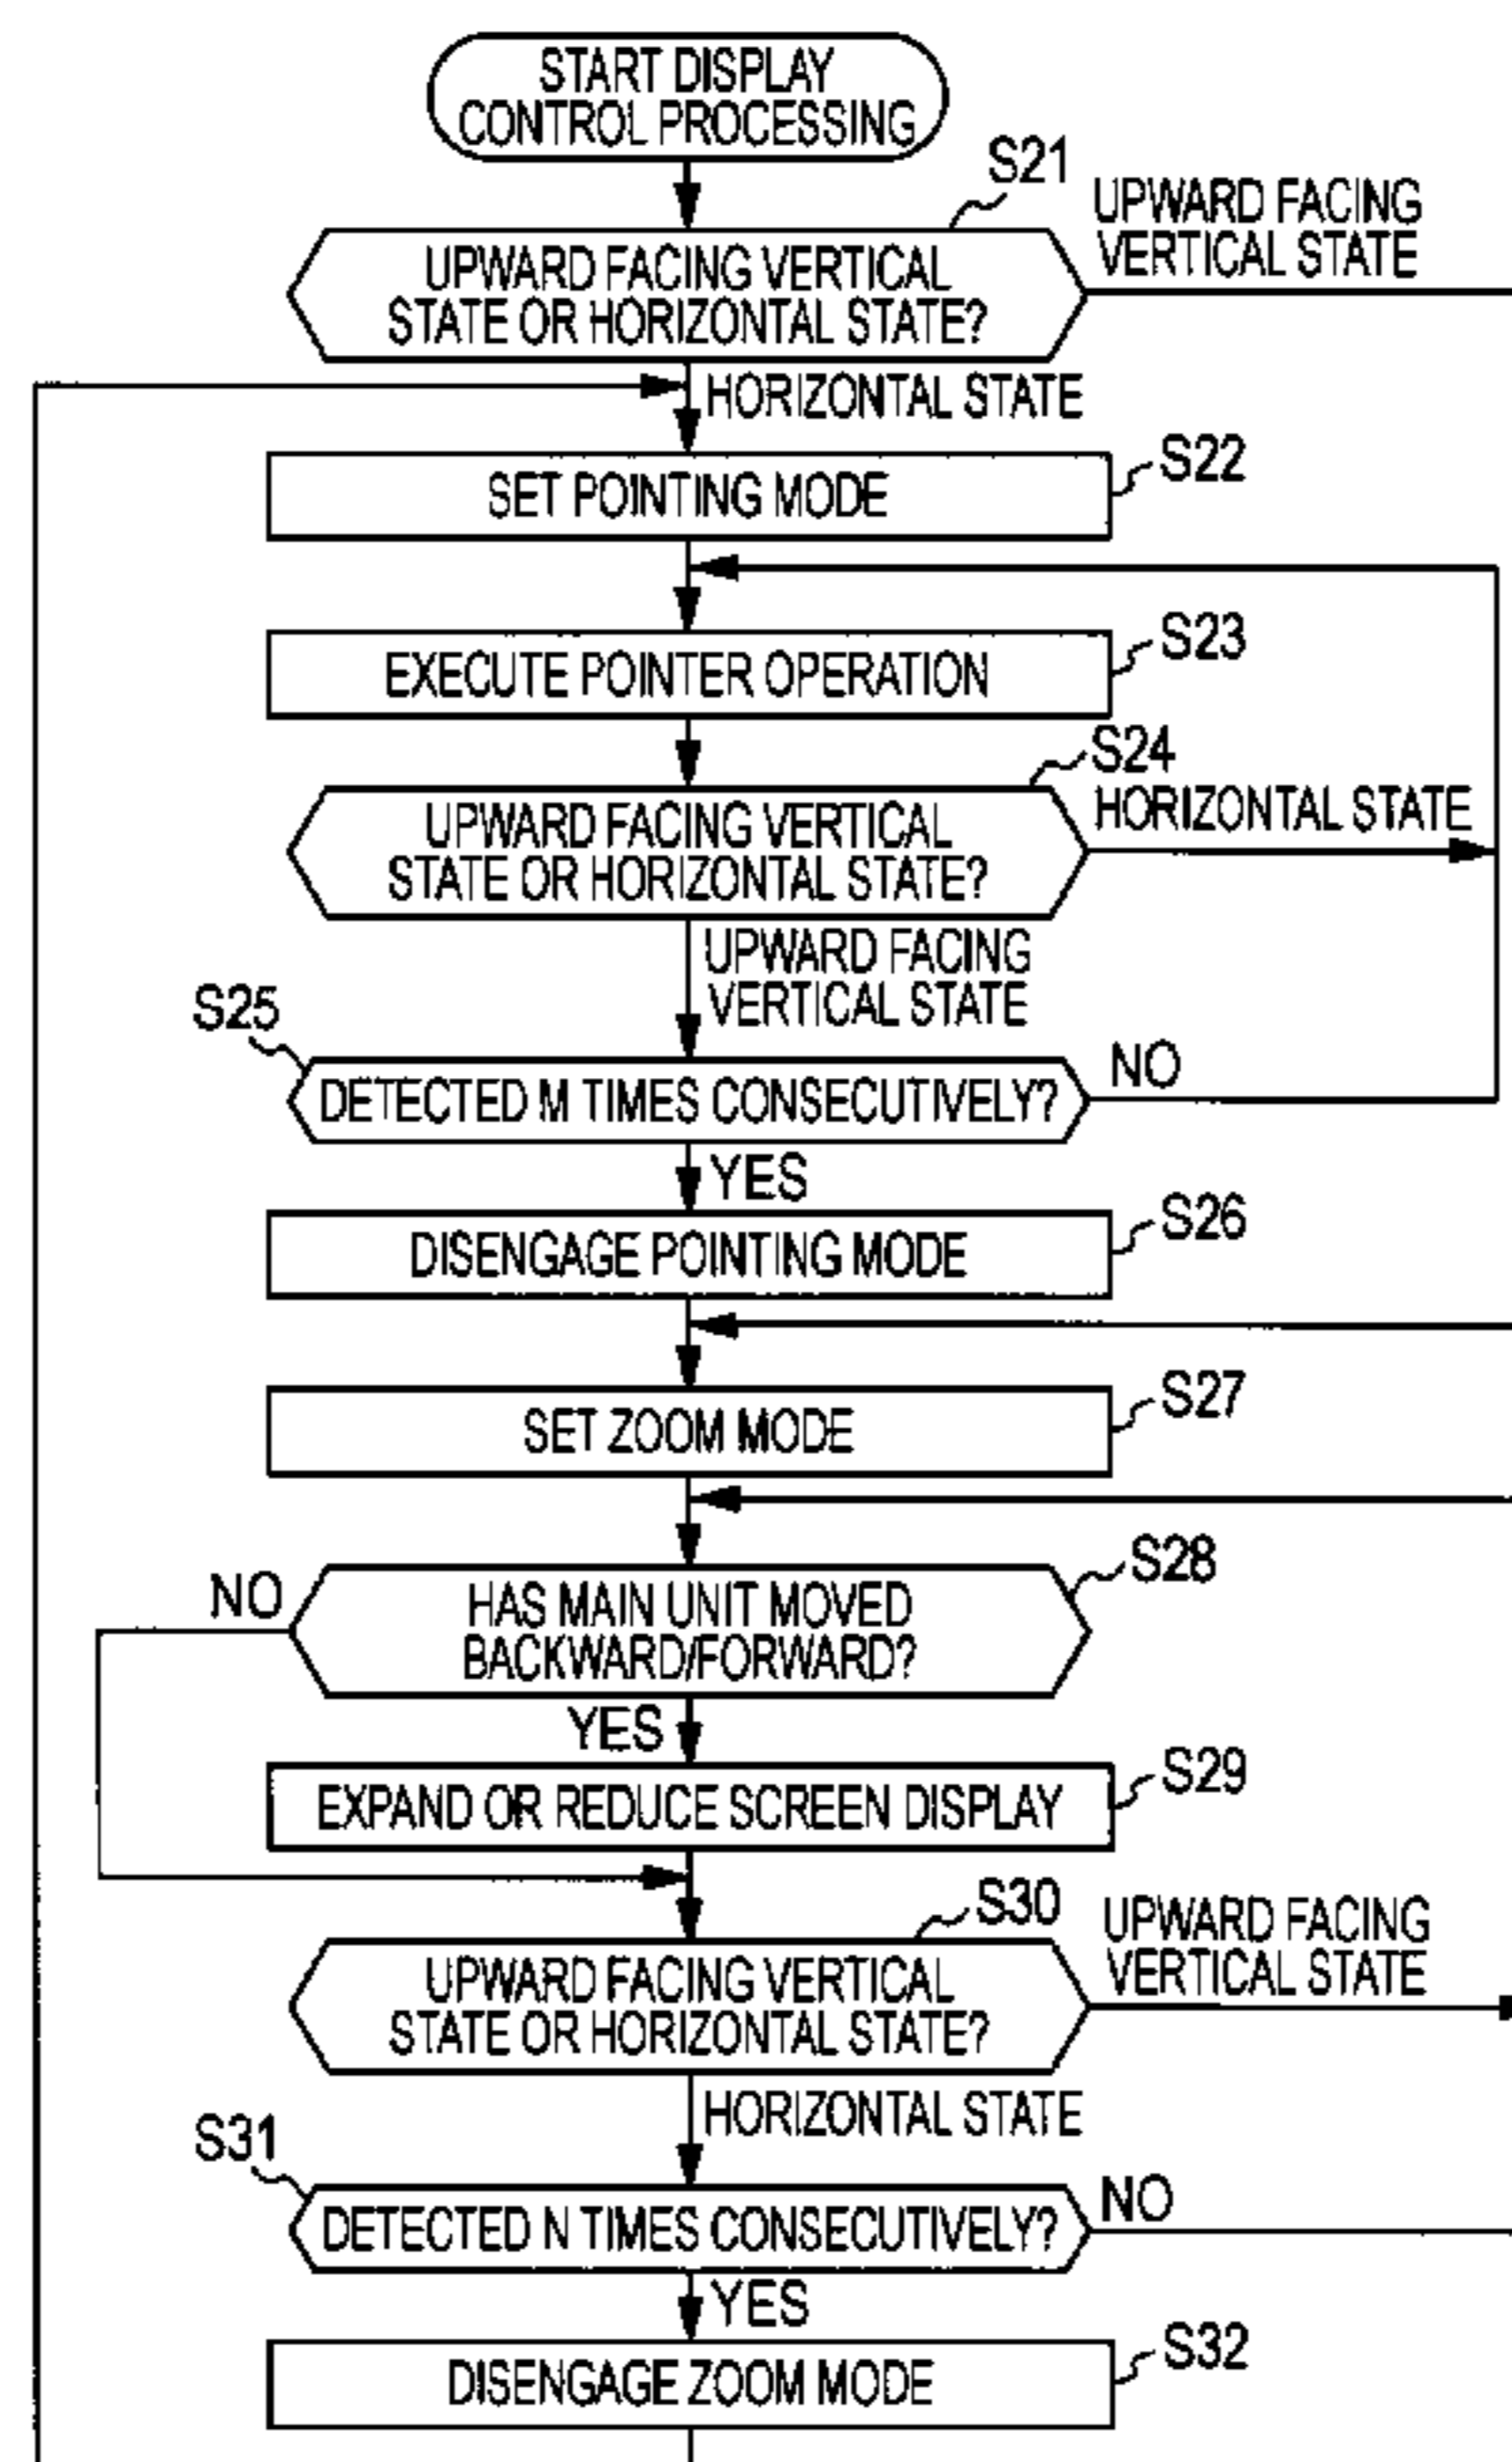 START DISPLAY
CONTROL PROCESSING
S21
UPWARD FACING
VERTICAL STATE
UPWARD FACING VERTICAL
STATE OR HORIZONTAL STATE?
HORIZONTAL STATE
S22
SET POINTING MODE
S23
EXECUTE POINTER OPERATION
S24
HORIZONTAL STATE
UPWARD FACING VERTICAL
STATE OR HORIZONTAL STATE?
UPWARD FACING
VERTICAL STATE
S25
DETECTED M TIMES CONSECUTIVELY?
NO
YES
S26
DISENGAGE POINTING MODE
S27
SET ZOOM MODE
S28
NO
HAS MAIN UNIT MOVED
BACKWARD/FORWARD?
YES
S29
EXPAND OR REDUCE SCREEN DISPLAY
S30
UPWARD FACING
VERTICAL STATE
UPWARD FACING VERTICAL
STATE OR HORIZONTAL STATE?
HORIZONTAL STATE
S31
DETECTED N TIMES CONSECUTIVELY?
NO
YES
S32
DISENGAGE ZOOM MODE